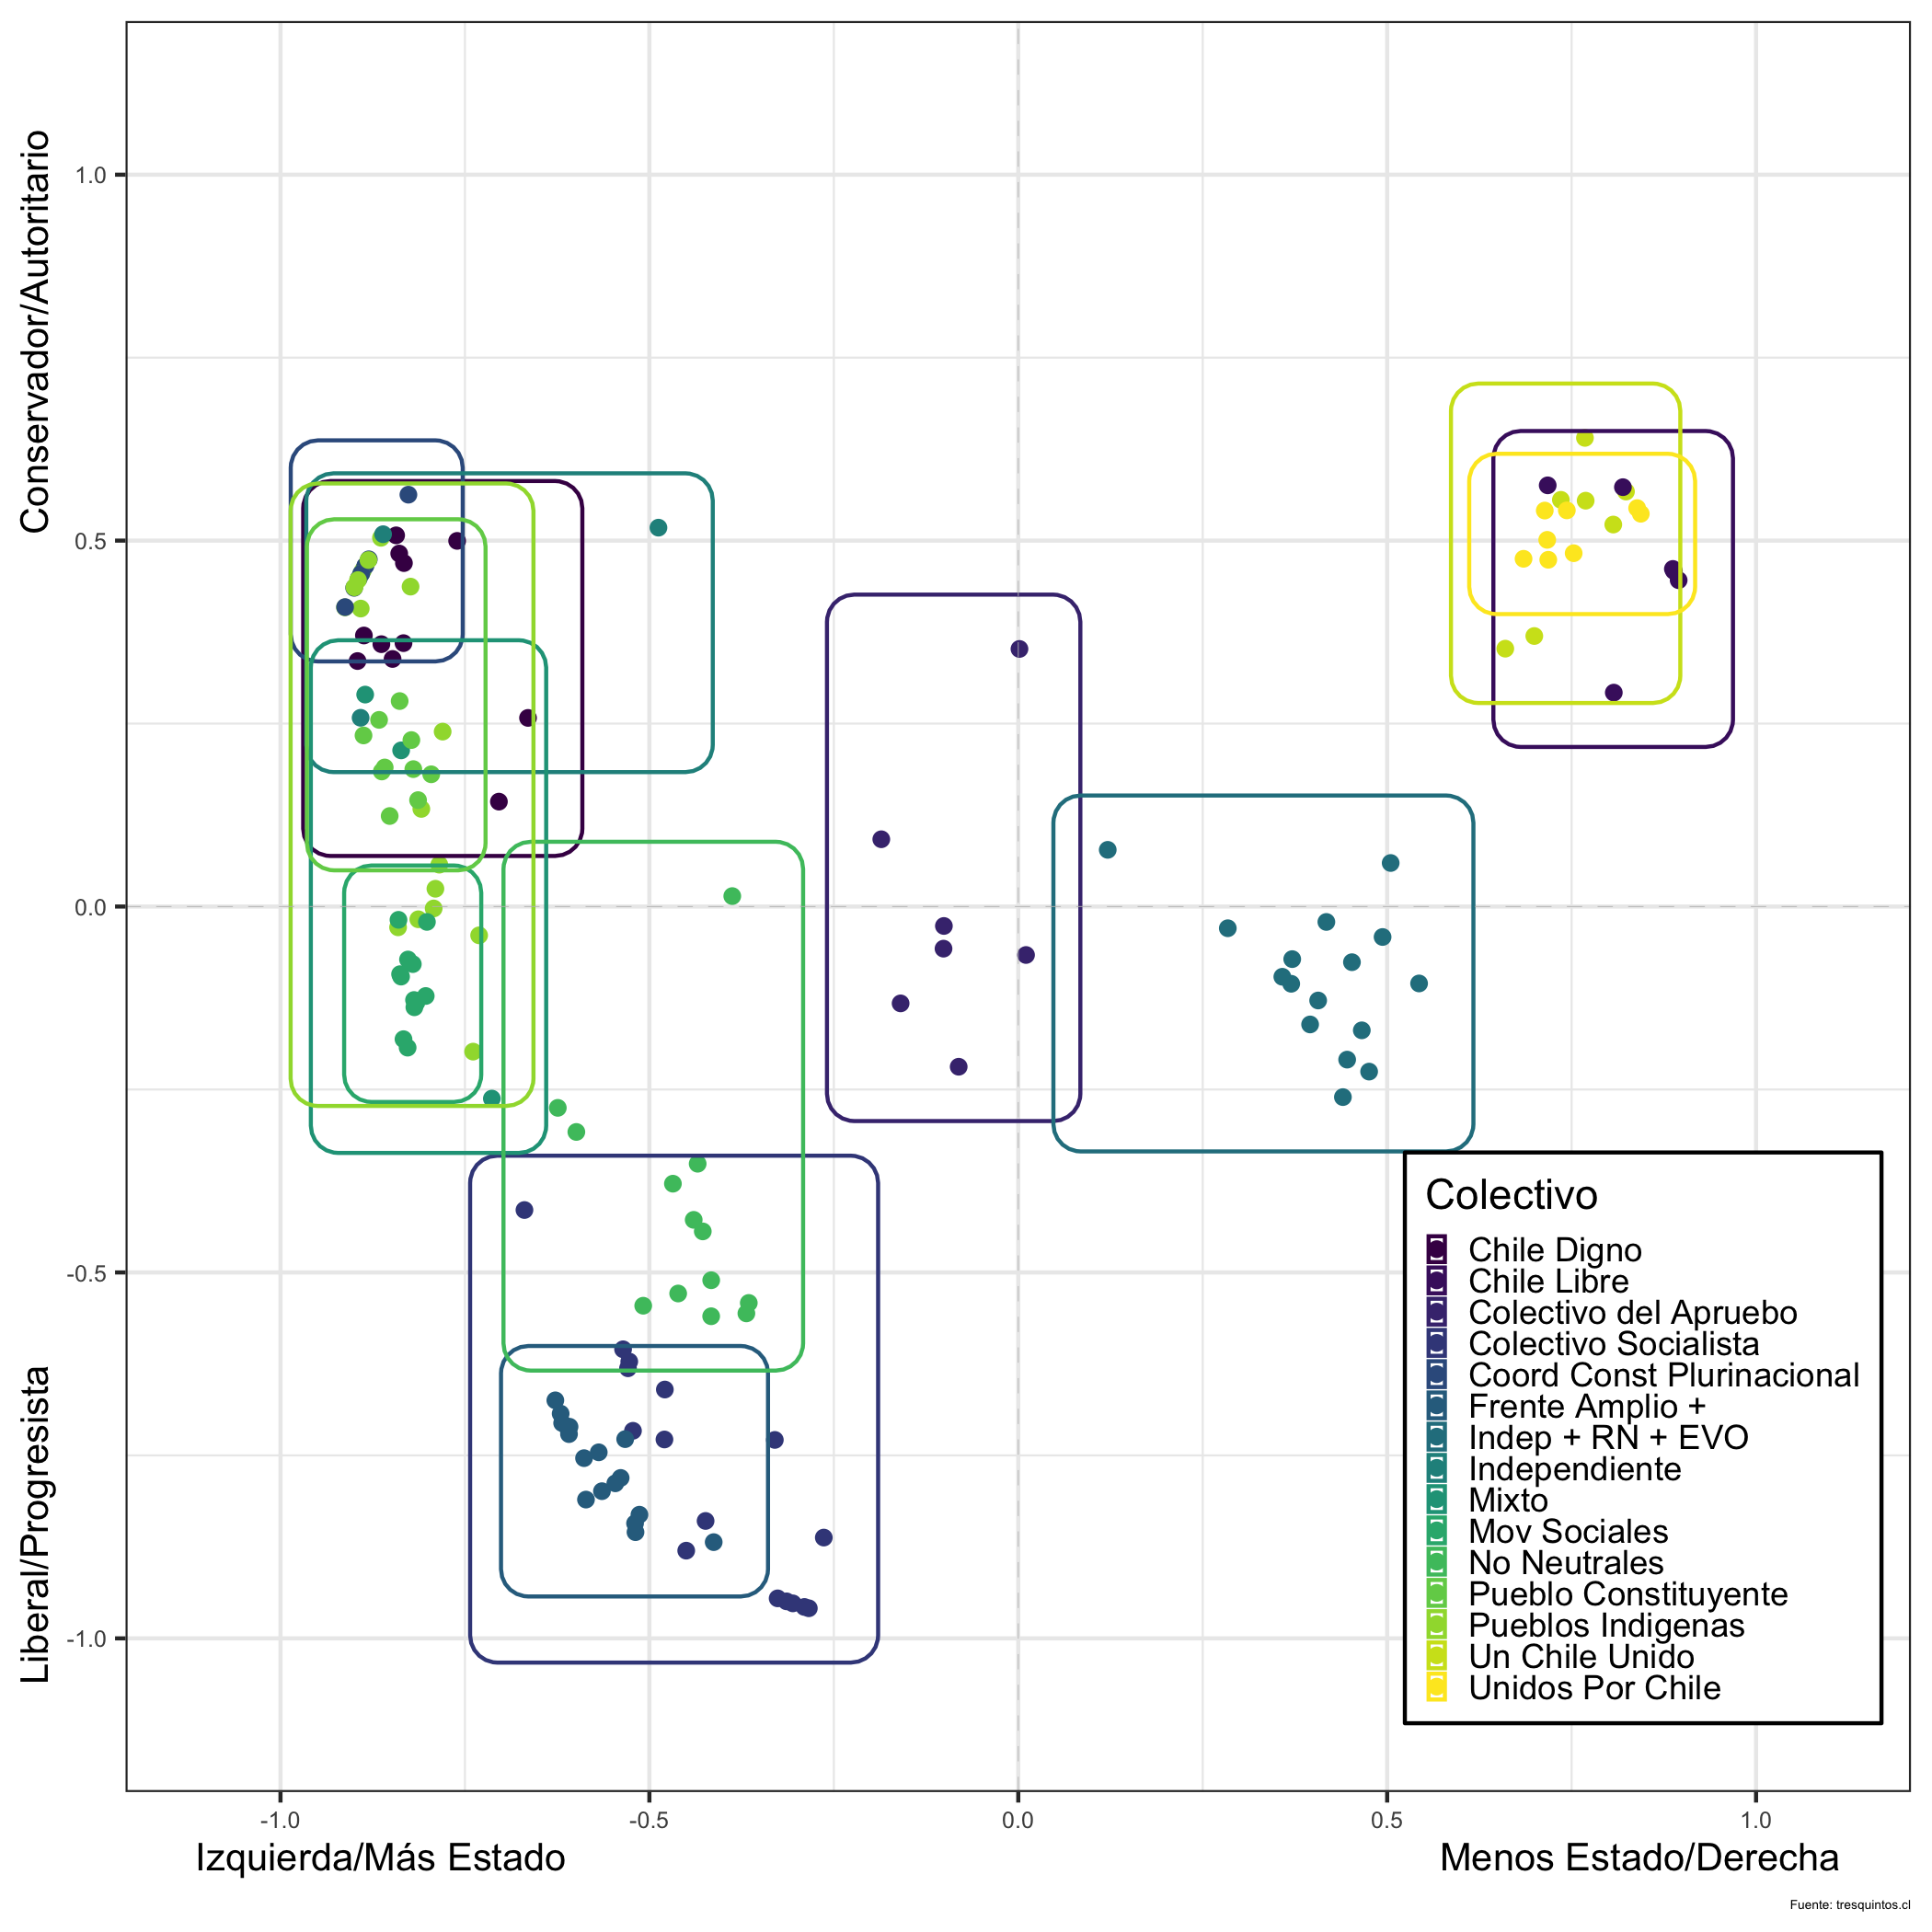 Conservador/Autoritario
Liberal/Progresista
1.0
0.5
0.0
-0.5
-1.0
Colectivo
Chile Digno
Chile Libre
Colectivo del Apruebo
Colectivo Socialista
Coord Const Plurinacional
Frente Amplio +
Indep + RN + EVO
Independiente
Mixto
Mov Sociales
No Neutrales
Pueblo Constituyente
Pueblos Indigenas
Un Chile Unido
Unidos Por Chile
-1.0 -0.5 0.0 0.5 1.0
Izquierda/Más Estado Menos Estado/Derecha
Fuente: tresquintos.cl